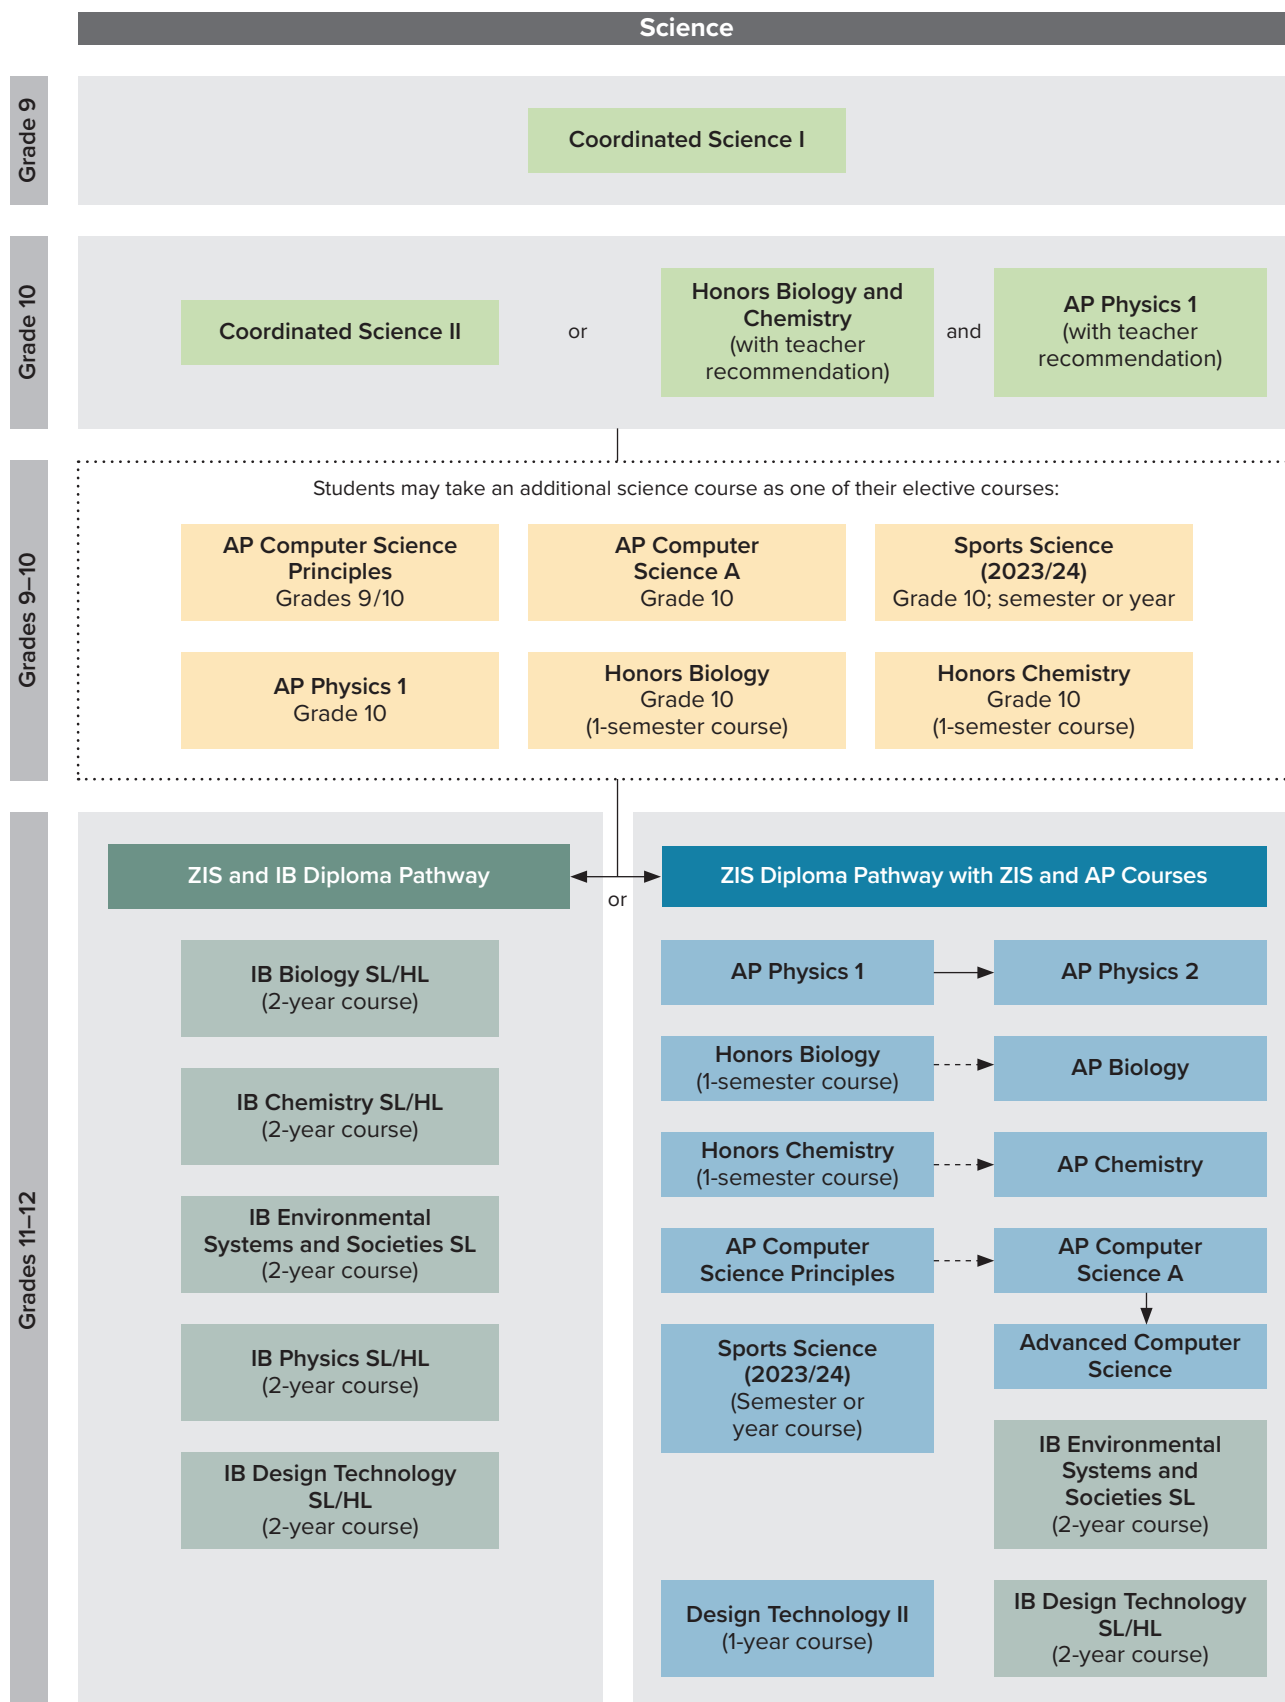 Science
Grade 9
Coordinated Science I
Grade 10
Coordinated Science II
or
Honors Biology and
Chemistry
(with teacher
recommendation)
and
AP Physics 1
(with teacher
recommendation)
Grades 9–10
Students may take an additional science course as one of their elective courses:
AP Computer Science
Principles
Grades 9/10
AP Computer
Science A
Grade 10
Sports Science
(2023/24)
Grade 10; semester or year
AP Physics 1
Grade 10
Honors Biology
Grade 10
(1-semester course)
Honors Chemistry
Grade 10
(1-semester course)
Grades 11–12
ZIS and IB Diploma Pathway
or
ZIS Diploma Pathway with ZIS and AP Courses
IB Biology SL/HL
(2-year course)
IB Chemistry SL/HL
(2-year course)
IB Environmental
Systems and Societies SL
(2-year course)
IB Physics SL/HL
(2-year course)
IB Design Technology
SL/HL
(2-year course)
AP Physics 1
AP Physics 2
Honors Biology
(1-semester course)
AP Biology
Honors Chemistry
(1-semester course)
AP Chemistry
AP Computer
Science Principles
AP Computer
Science A
Sports Science
(2023/24)
(Semester or
year course)
Advanced Computer
Science
IB Environmental
Systems and
Societies SL
(2-year course)
Design Technology II
(1-year course)
IB Design Technology
SL/HL
(2-year course)